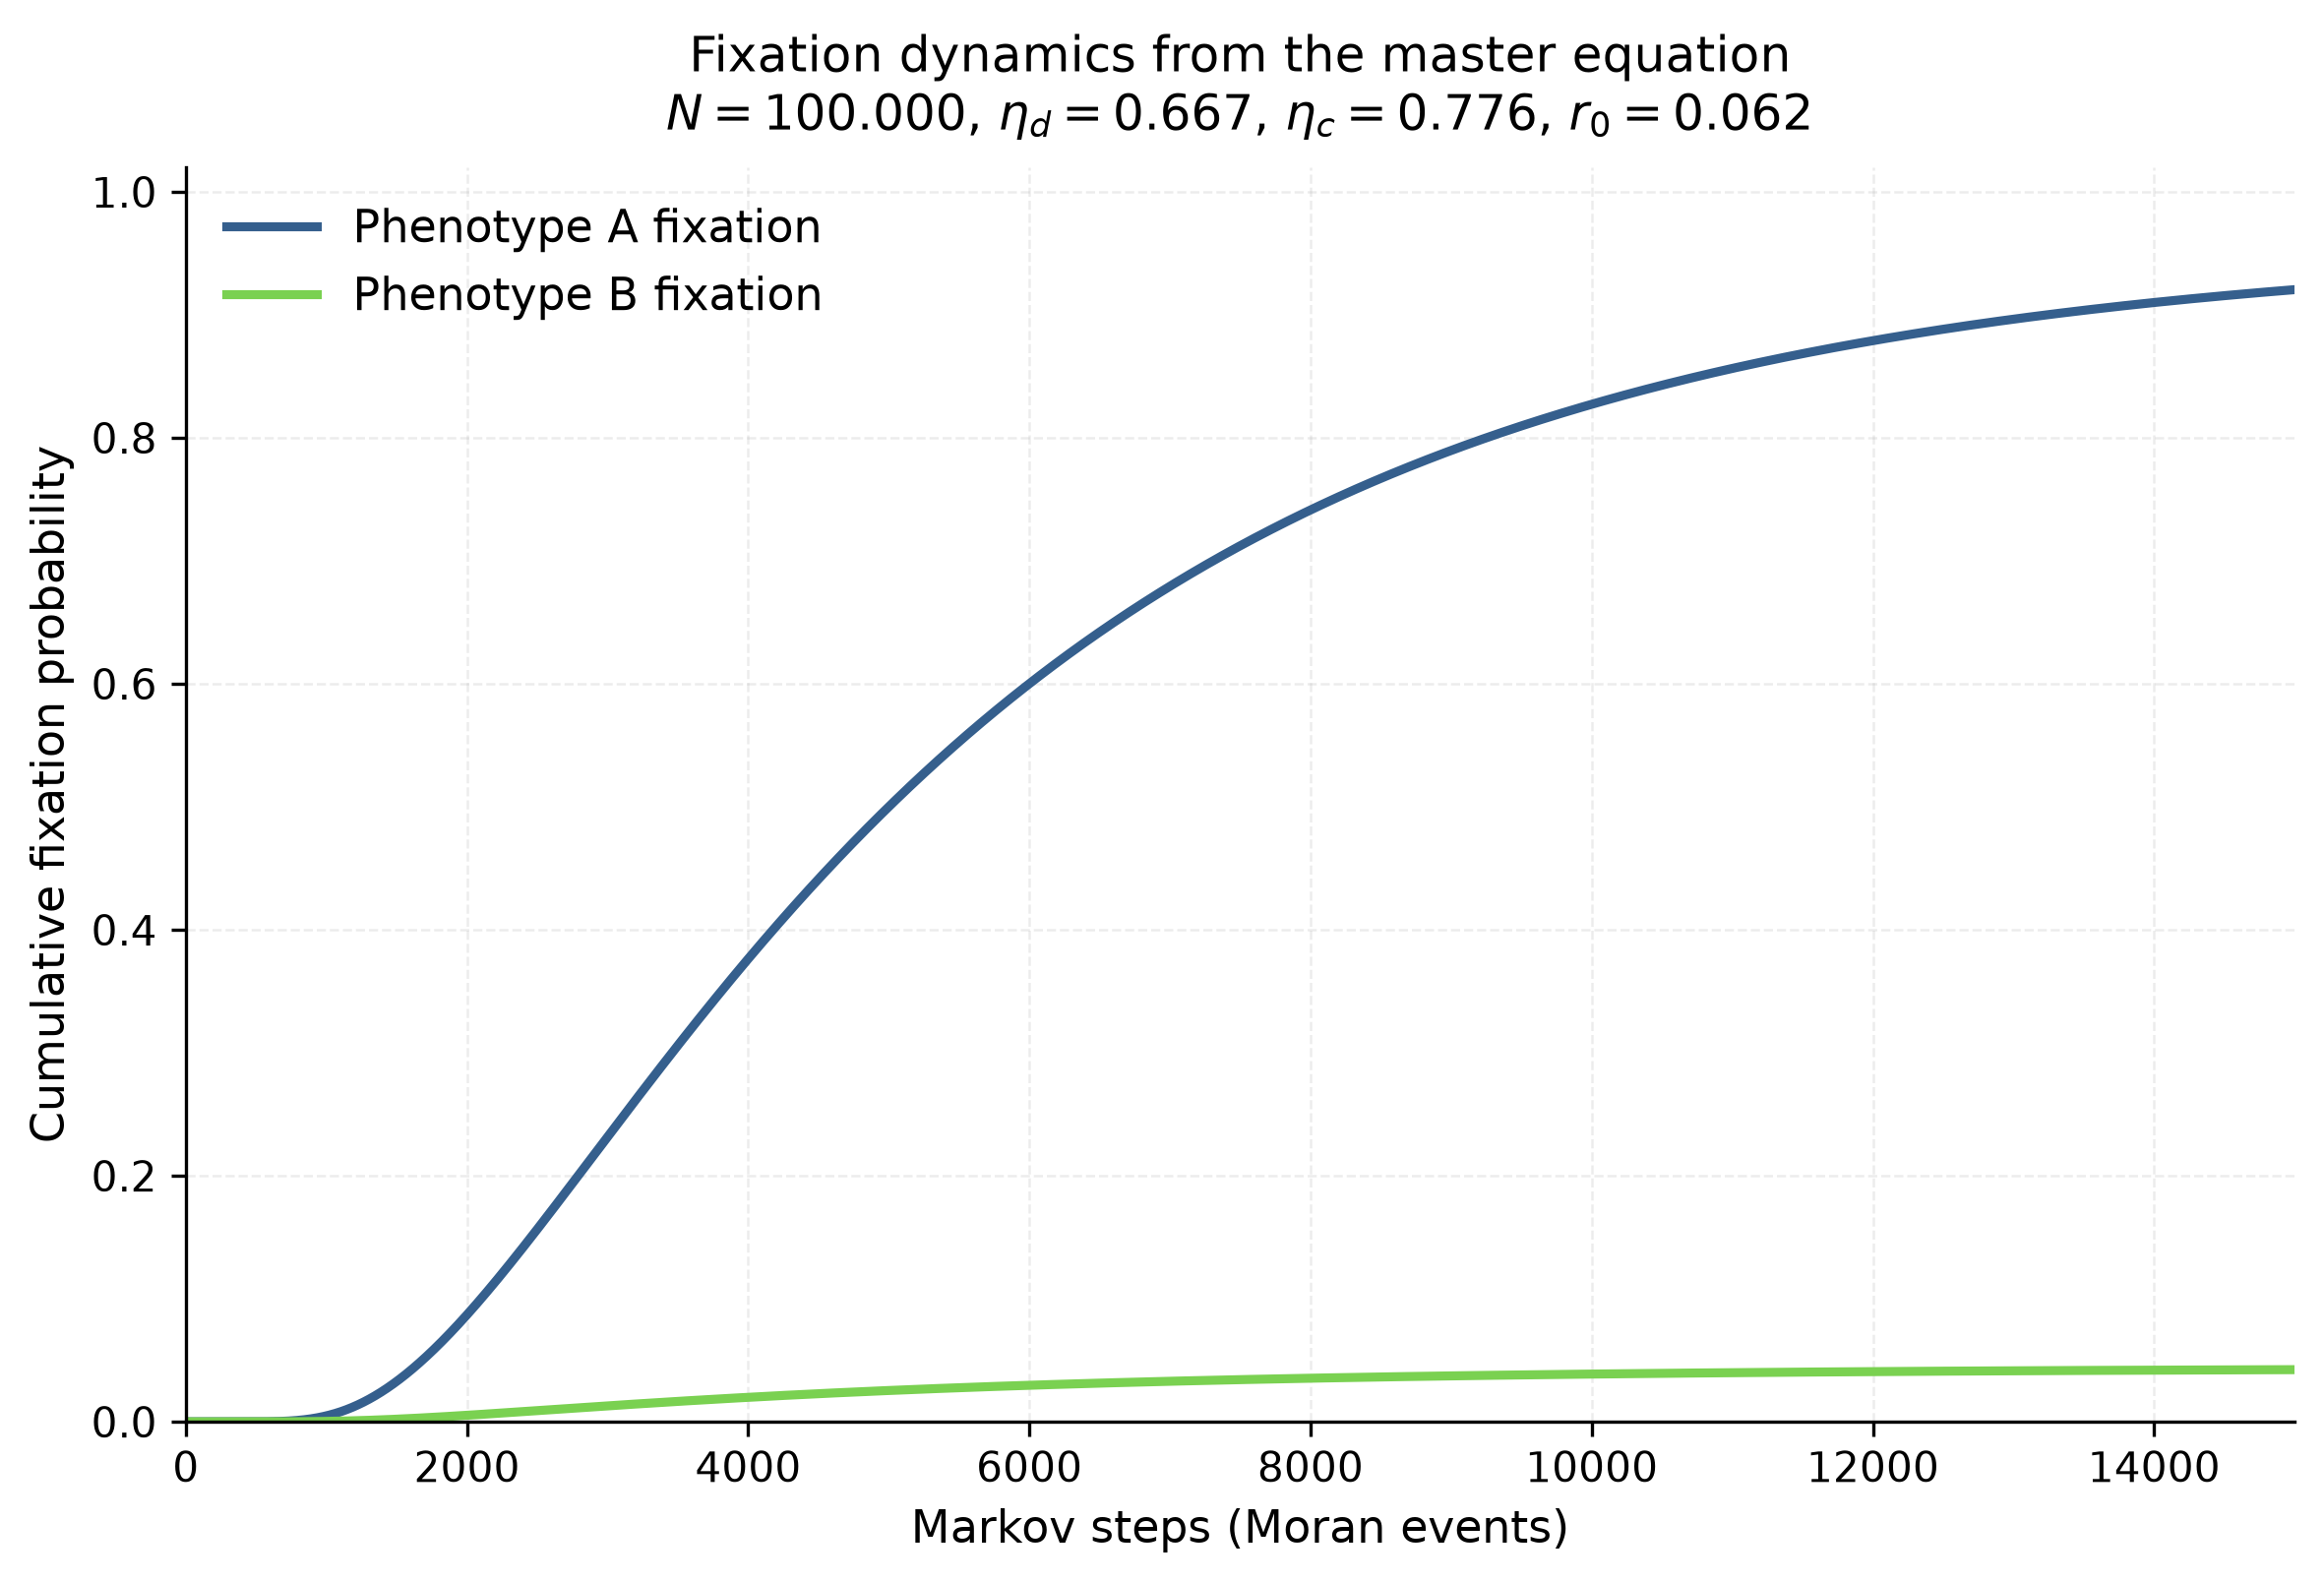 Fixation dynamics from the master equation
N = 100.000, η_d = 0.667, η_c = 0.776, r_0 = 0.062
1.0
Phenotype A fixation
Phenotype B fixation
0.8
0.6
0.4
0.2
0.0
Cumulative fixation probability
0 2000 4000 6000 8000 10000 12000 14000
Markov steps (Moran events)